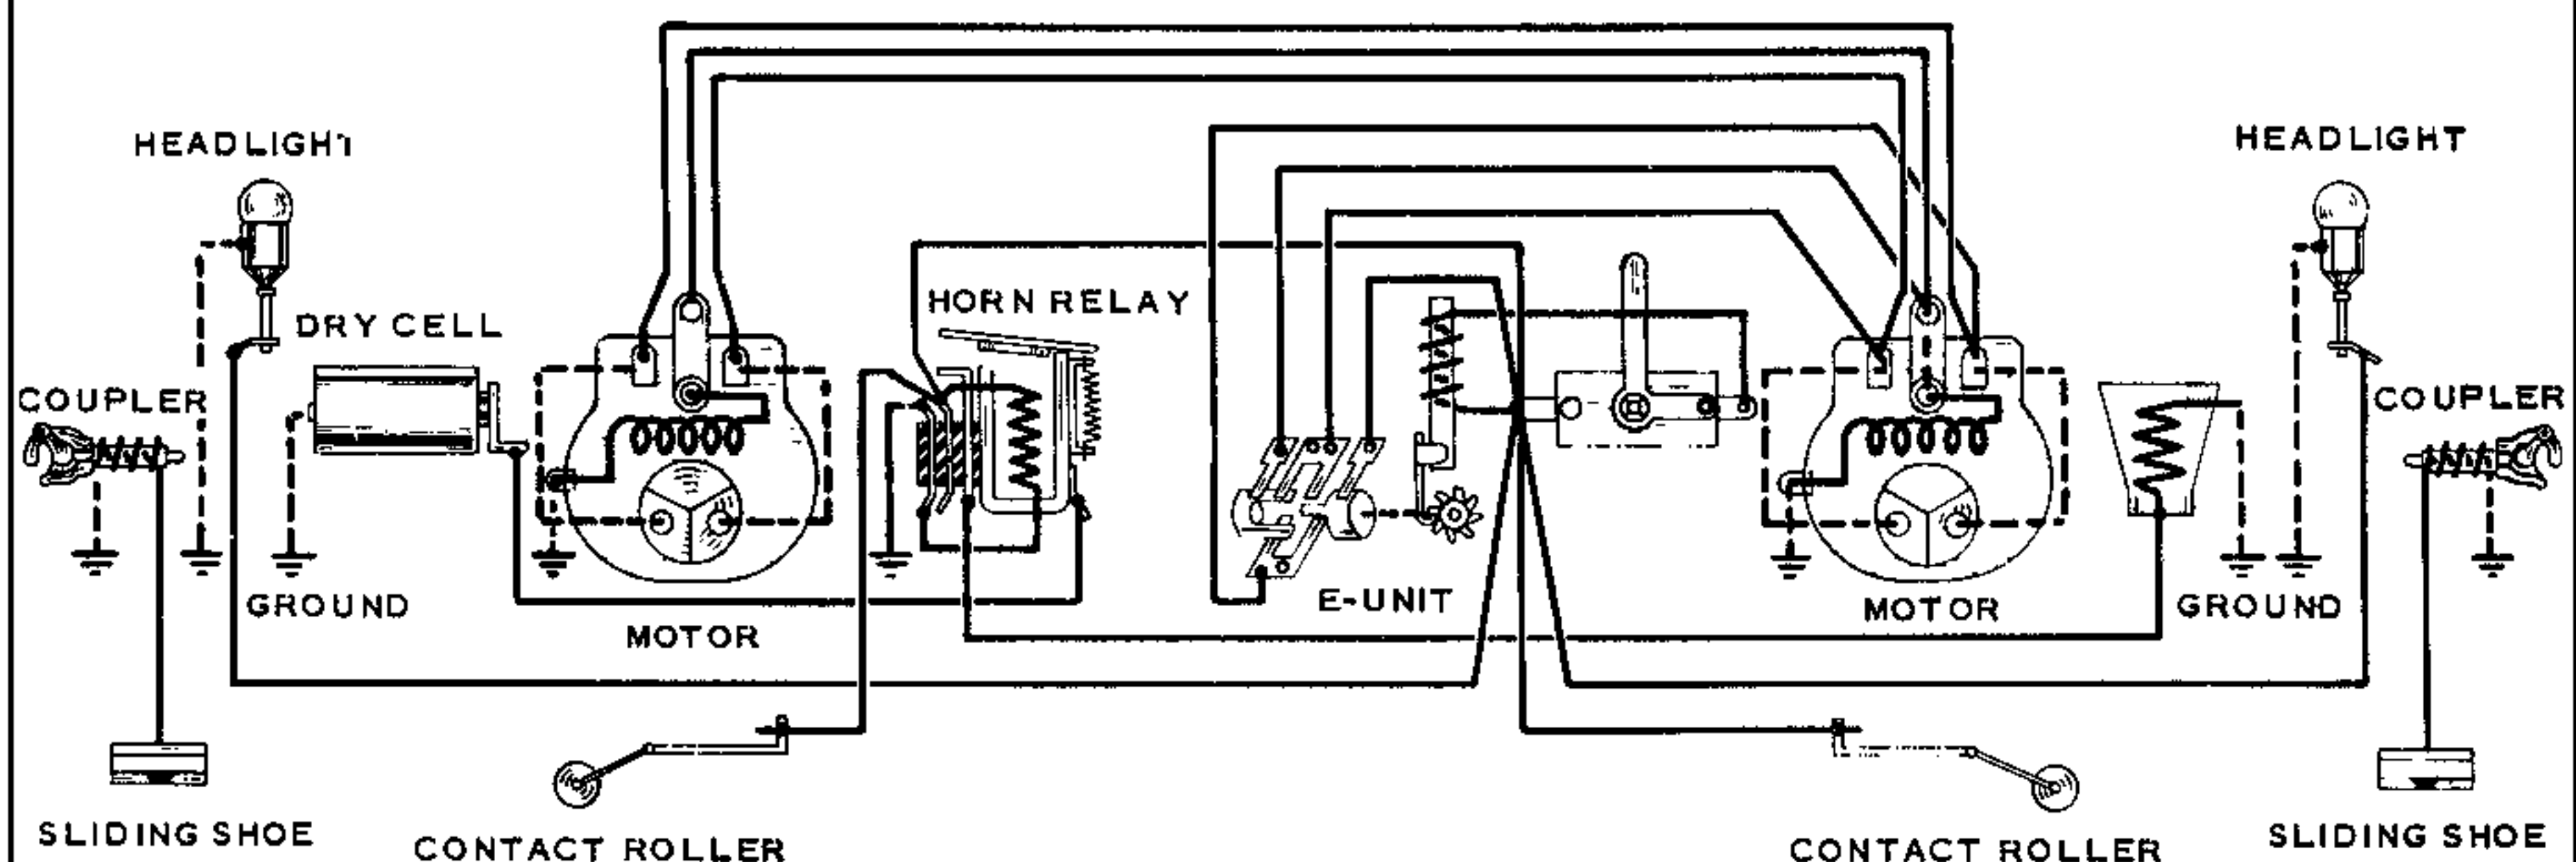 HEADLIGHT
HEADLIGHT
HORN RELAY
DRY CELL
COUPLER
COUPLER
GROUND
E-UNIT
MOTOR
GROUND
MOTOR
SLIDING SHOE
CONTACT ROLLER
CONTACT ROLLER
SLIDING SHOE